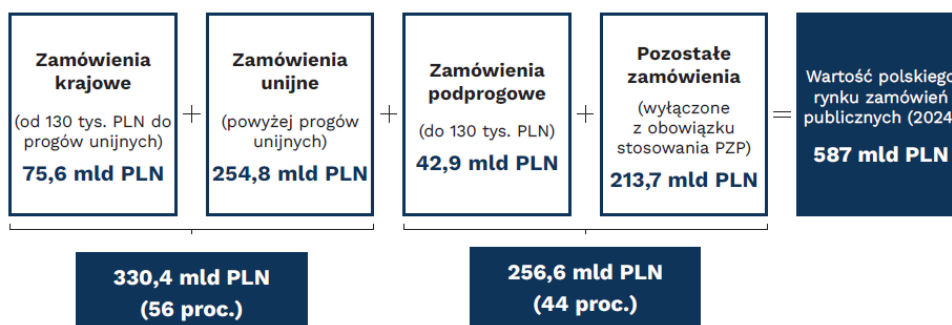 Zamówienia
krajowe
(od 130 tys. PLN do
progów unijnych)
75,6 mld PLN
+
Zamówienia
unijne
(powyżej progów
unijnych)
254,8 mld PLN
+
Zamówienia
podprogowe
(do 130 tys. PLN)
42,9 mld PLN
+
Pozostałe
zamówienia
(wyłączone
z obowiązku
stosowania PZP)
213,7 mld PLN
=
Wartość polskiego
rynku zamówień
publicznych (2024
587 mld PLN
330,4 mld PLN
(56 proc.)
256,6 mld PLN
(44 proc.)